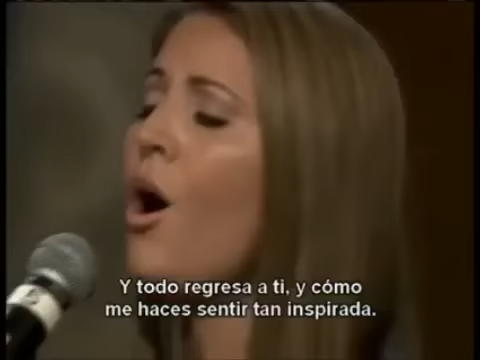 Y todo regresa a ti, y cómo
me haces sentir tan inspirada.